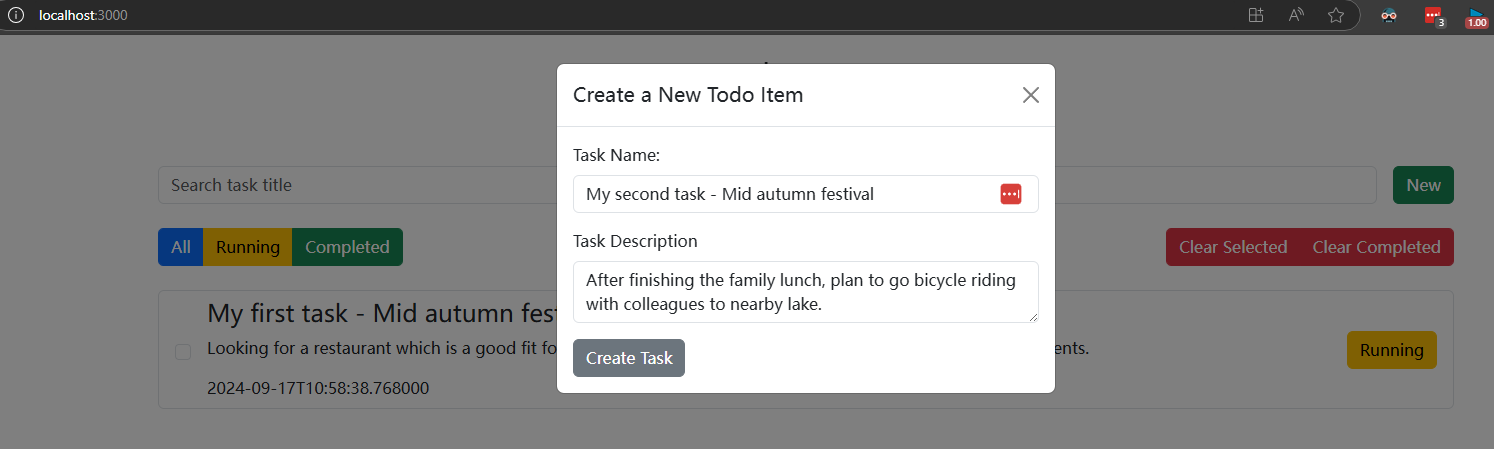 localhost:3000
3
1.00
Create a New Todo Item
Task Name:
My second task - Mid autumn festival
Task Description
After finishing the family lunch, plan to go bicycle riding
with colleagues to nearby lake.
Create Task
Search task title
New
All Running Completed
Clear Selected Clear Completed
My first task - Mid autumn fes
Looking for a restaurant which is a good fit fo
2024-09-17T10:58:38.768000
Running